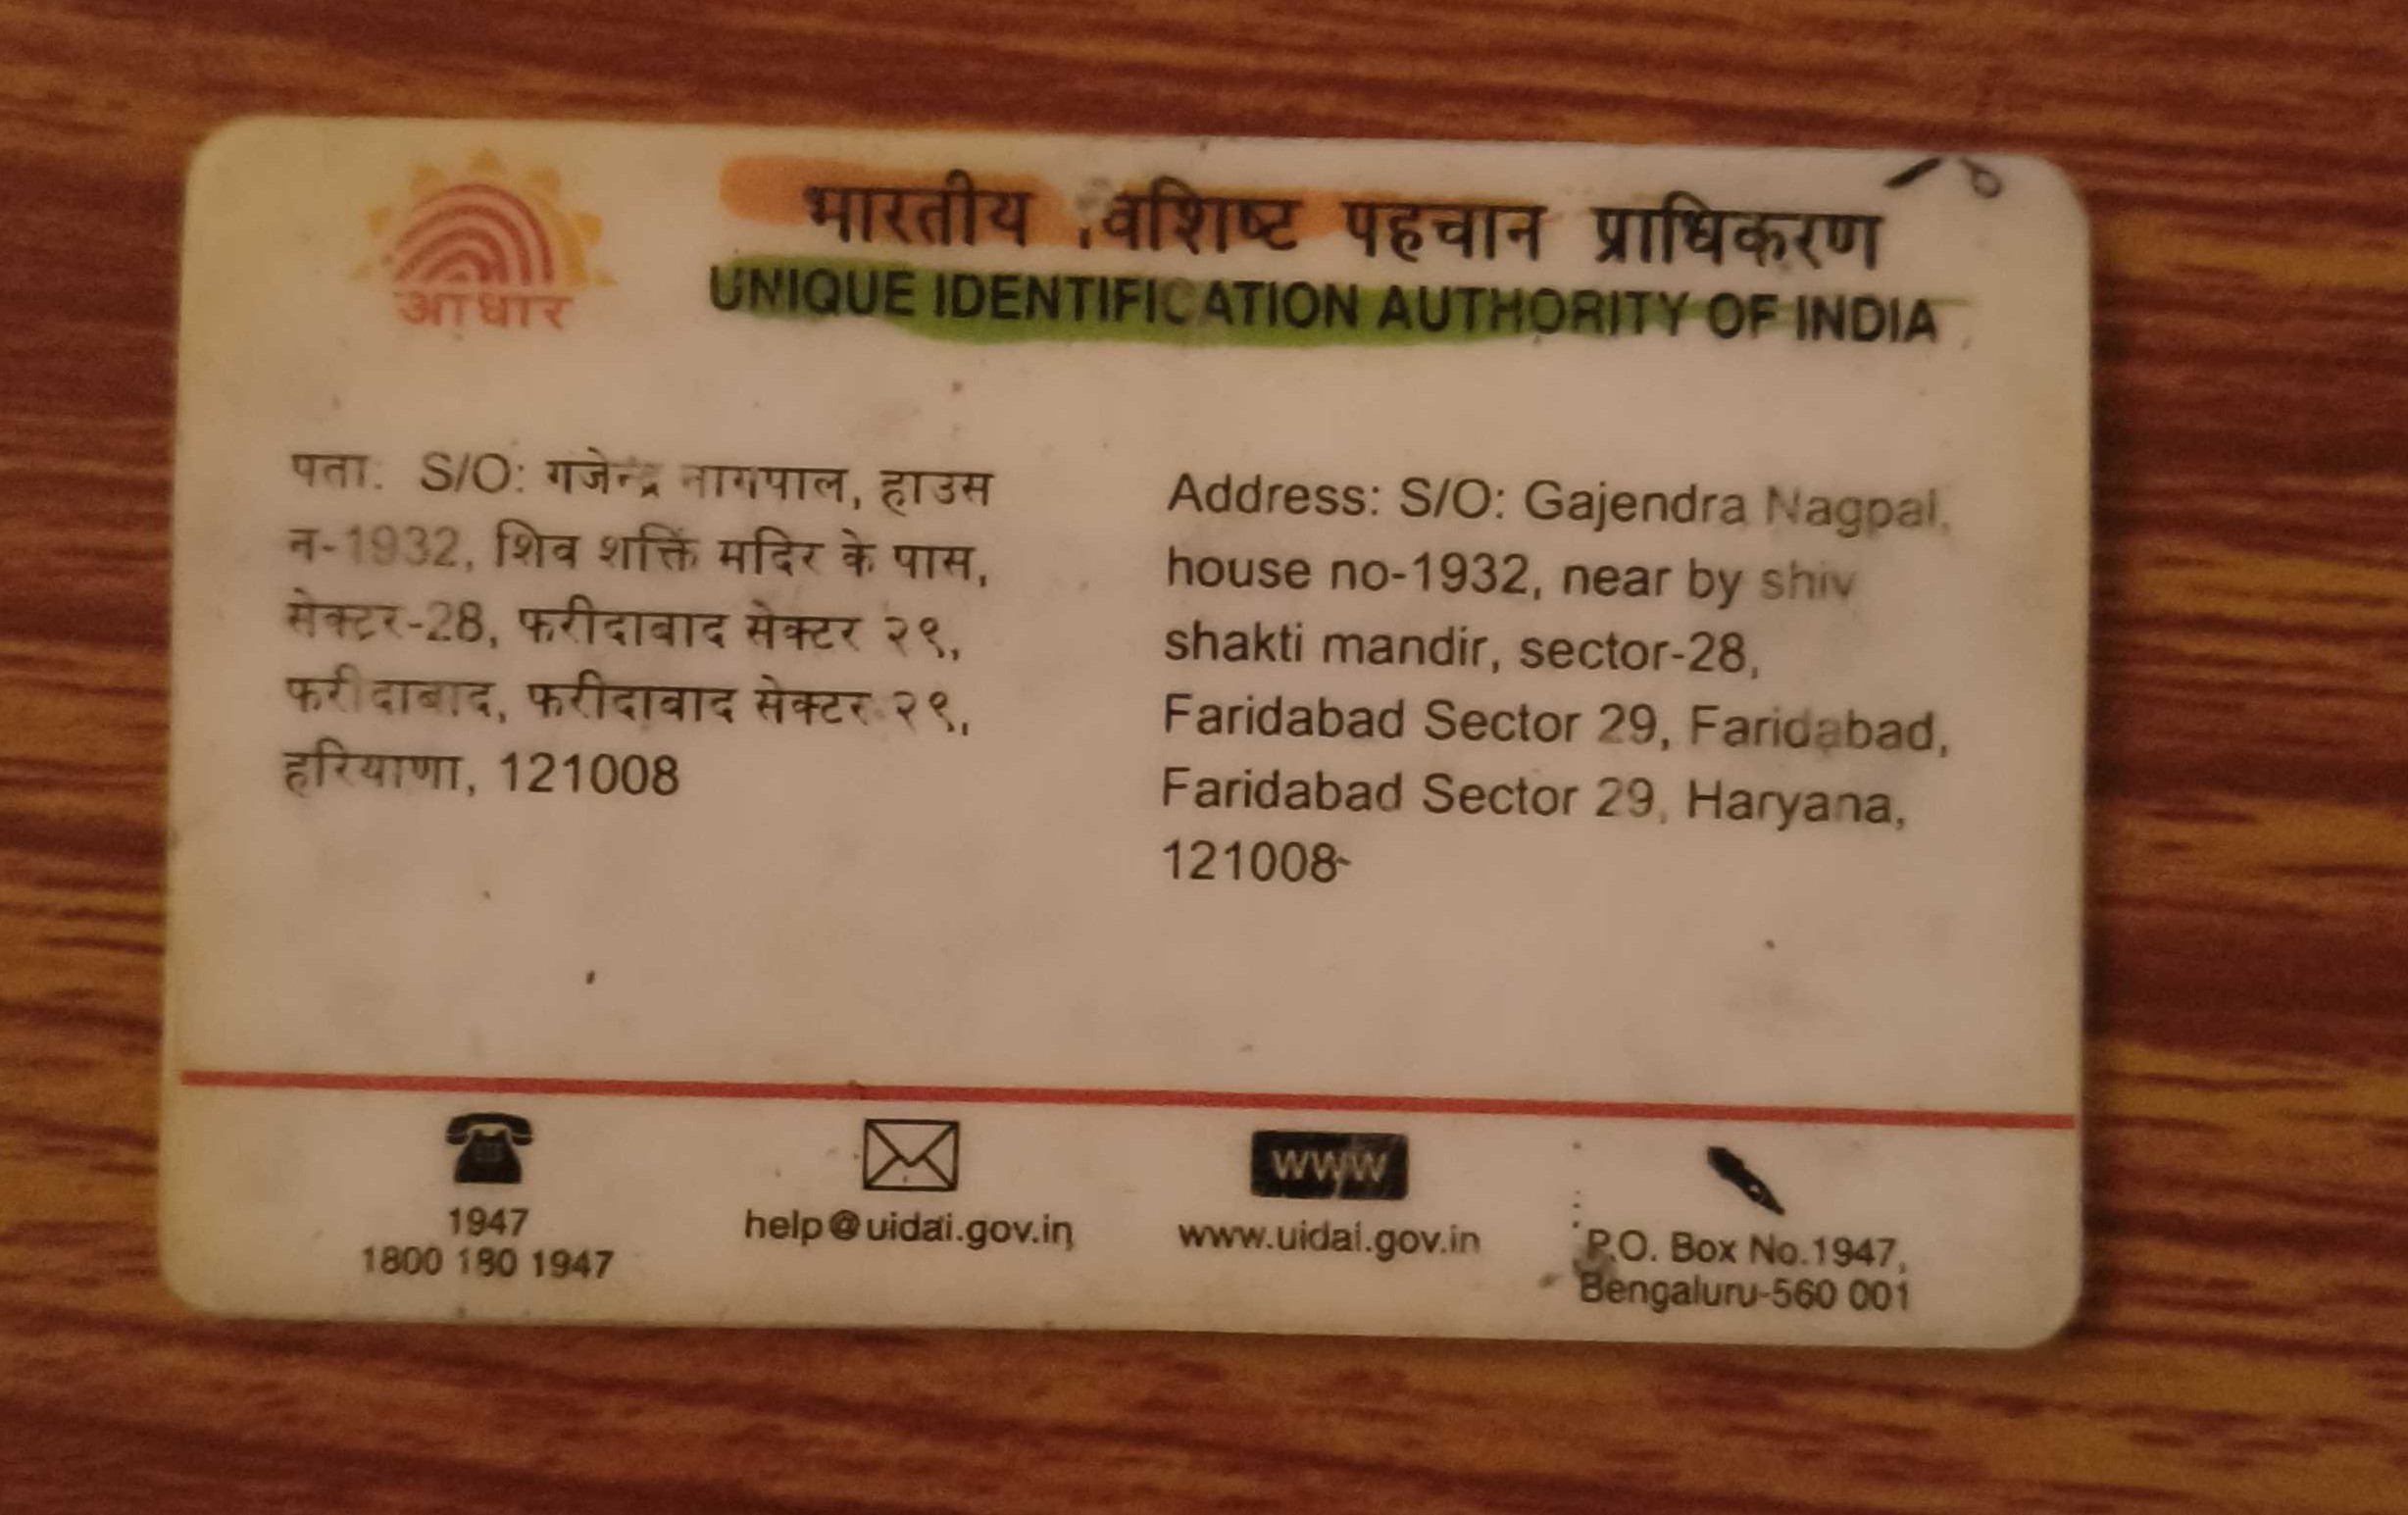 आधार
भारतीय विशिष्ट पहचान प्राधिकरण
UNIQUE IDENTIFICATION AUTHORITY OF INDIA
पता: S/O: गजेन्द्र नागपाल, हाउस
न-1932, शिव शक्ति मदिर के पास,
सेक्टर-28, फरीदाबाद सेक्टर २९,
फरीदाबाद, फरीदाबाद सेक्टर २९,
हरियाणा, 121008
Address: S/O: Gajendra Nagpal,
house no-1932, near by shiv
shakti mandir, sector-28,
Faridabad Sector 29, Faridabad,
Faridabad Sector 29, Haryana,
121008
1947
1800 180 1947
help@uidai.gov.in
www
www.uidai.gov.in
P.O. Box No.1947,
Bengaluru-560 001